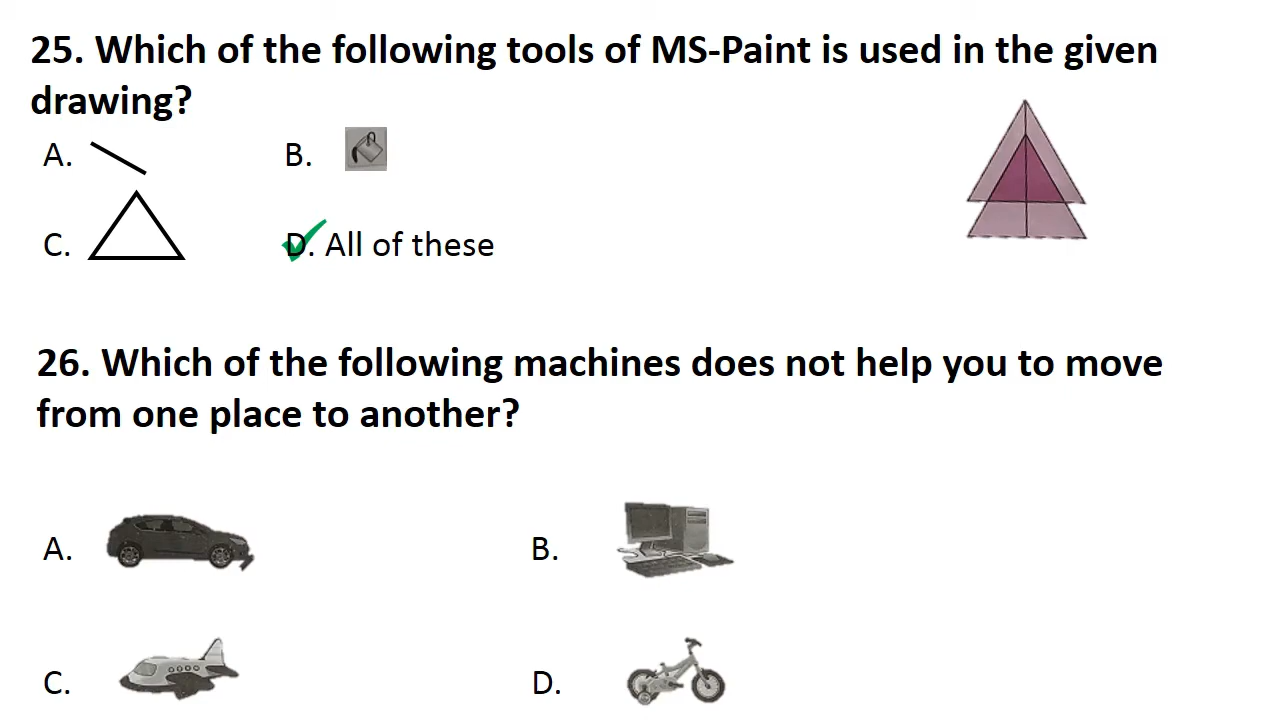 25. Which of the following tools of MS-Paint is used in the given
drawing?
A. B.
C. D. All of these
26. Which of the following machines does not help you to move
from one place to another?
A. B.
C. D.